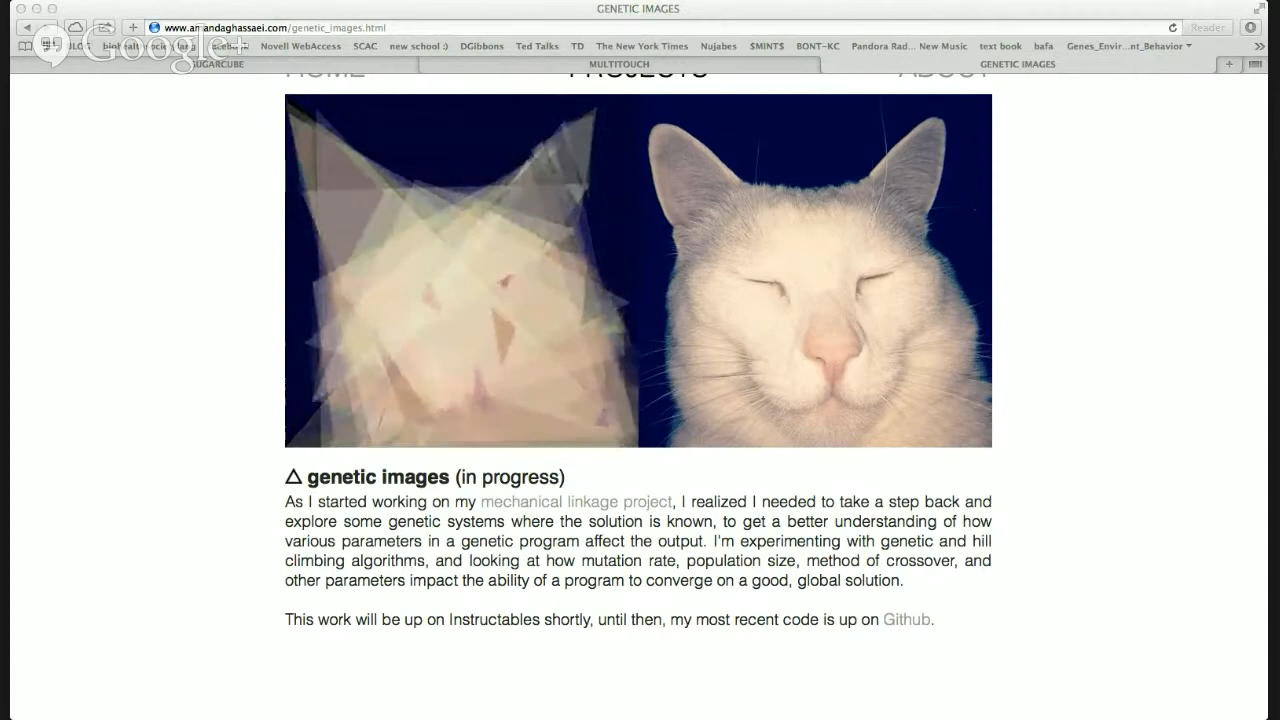 GENETIC IMAGES
www.amandaghassaei.com/genetic_images.html
Reader
Google+
Novell WebAccess SCAC new school :) DGibbons Ted Talks TD The New York Times Nujabes $MINT$ BONT-KC Pandora Rad... New Music text book bafa Genes_Envir...nt_Behavior
SUGARCUBE MULTITOUCH GENETIC IMAGES
HOME PROJECTS ABOUT
genetic images (in progress)
As I started working on my mechanical linkage project, I realized I needed to take a step back and
explore some genetic systems where the solution is known, to get a better understanding of how
various parameters in a genetic program affect the output. I'm experimenting with genetic and hill
climbing algorithms, and looking at how mutation rate, population size, method of crossover, and
other parameters impact the ability of a program to converge on a good, global solution.
This work will be up on Instructables shortly, until then, my most recent code is up on Github.